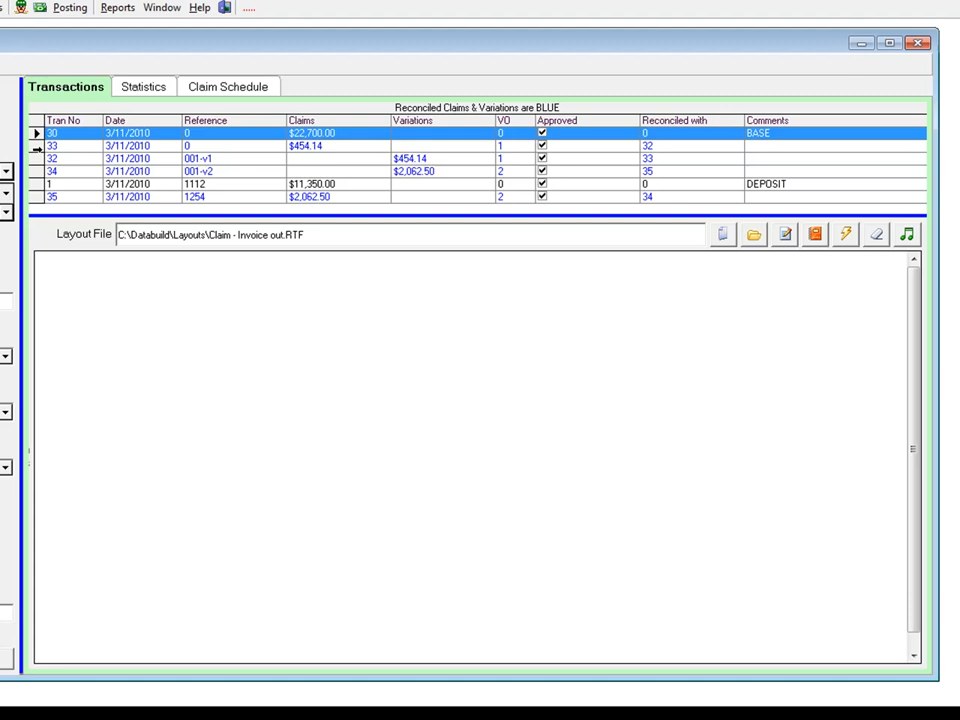 Posting Reports Window Help .....
Transactions Statistics Claim Schedule
Reconciled Claims & Variations are BLUE
Tran No Date Reference Claims Variations VO Approved Reconciled with Comments
30 3/11/2010 0 $22,700.00 0 0 BASE
33 3/11/2010 0 $454.14 1 32
32 3/11/2010 001-v1 $454.14 1 33
34 3/11/2010 001-v2 $2,062.50 2 35
1 3/11/2010 1112 $11,350.00 0 0 DEPOSIT
35 3/11/2010 1254 $2,062.50 2 34
Layout File C:\Databuild\Layouts\Claim - Invoice out.RTF